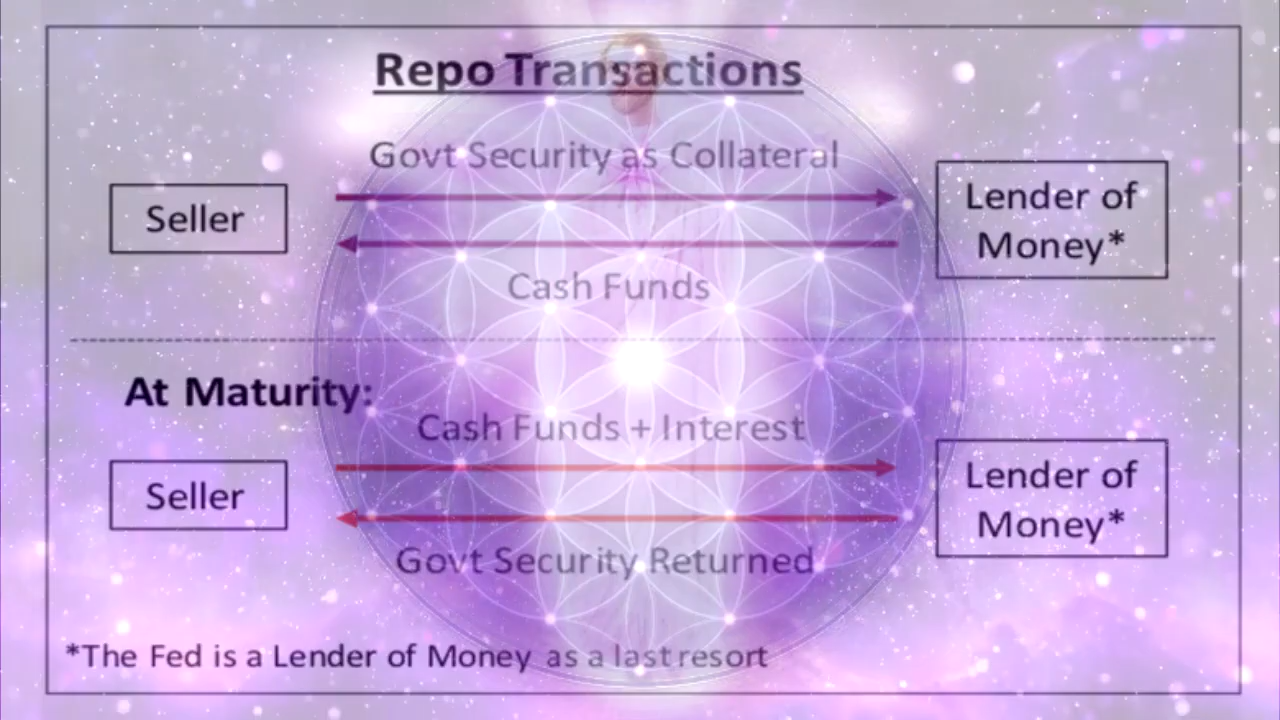 Repo Transactions
Govt Security as Collateral
Seller
Lender of
Money*
Cash Funds
At Maturity:
Cash Funds + Interest
Seller
Lender of
Money*
Govt Security Returned
*The Fed is a Lender of Money as a last resort